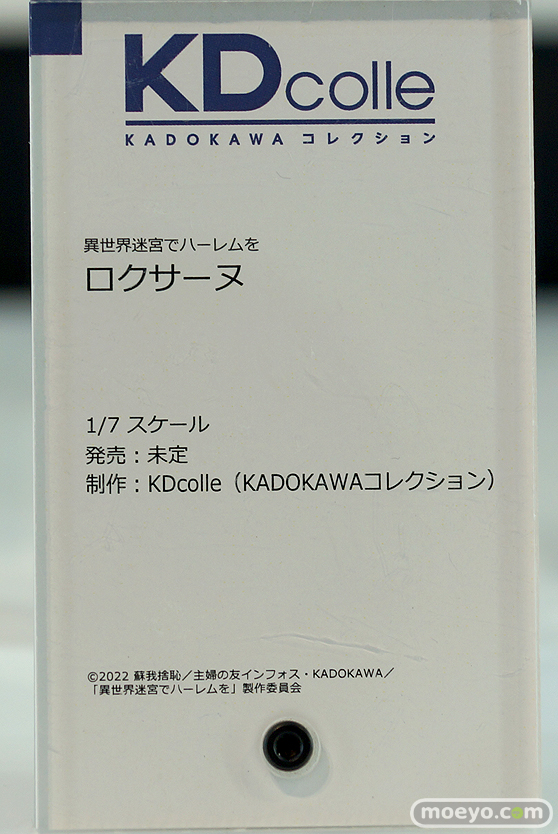 KDcolle
KADOKAWA コレクション
異世界迷宮でハーレムを
ロクサーヌ
1/7 スケール
発売：未定
制作：KDcolle（KADOKAWAコレクション）
©2022 蘇我捨恥／主婦の友インフォス・KADOKAWA／
「異世界迷宮でハーレムを」製作委員会
moeyo.com